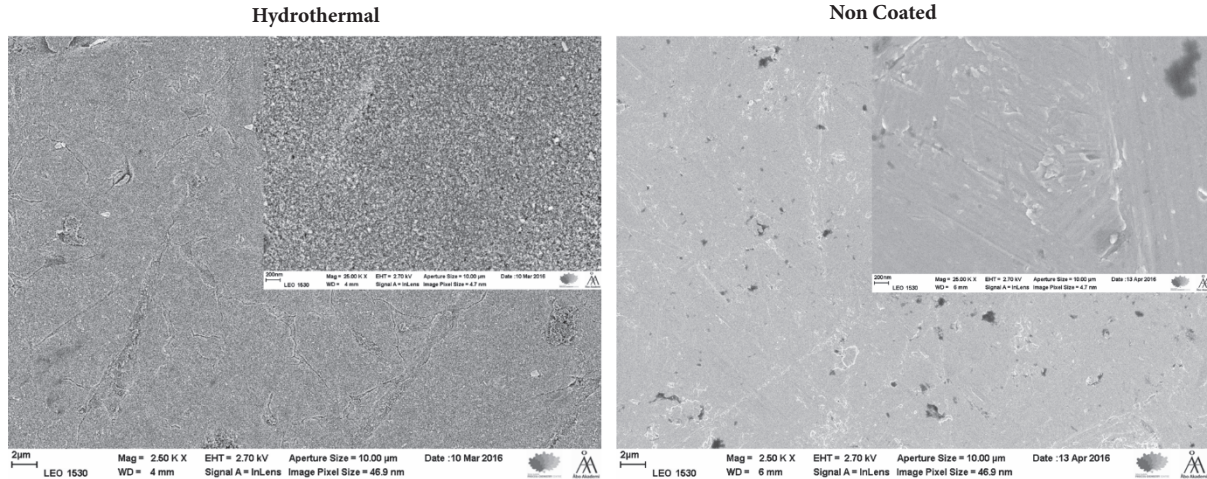 Hydrothermal
200nm
LEO 1530
Mag = 25.00 K X EHT = 2.70 kV Aperture Size = 10.00 µm Date :10 Mar 2016
WD = 4 mm Signal A = InLens Image Pixel Size = 4.7 nm
2µm
LEO 1530
Mag = 2.50 K X EHT = 2.70 kV Aperture Size = 10.00 µm Date :10 Mar 2016
WD = 4 mm Signal A = InLens Image Pixel Size = 46.9 nm
Åbo Akademi
Non Coated
200nm
LEO 1530
Mag = 25.00 K X EHT = 2.70 kV Aperture Size = 10.00 µm Date :13 Apr 2016
WD = 6 mm Signal A = InLens Image Pixel Size = 4.7 nm
2µm
LEO 1530
Mag = 2.50 K X EHT = 2.70 kV Aperture Size = 10.00 µm Date :13 Apr 2016
WD = 6 mm Signal A = InLens Image Pixel Size = 46.9 nm
Åbo Akademi